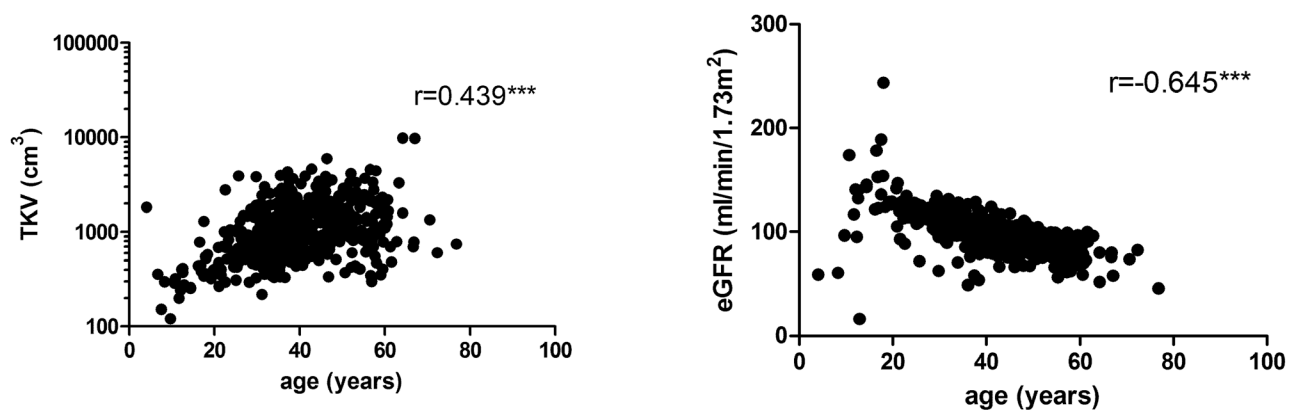 100000
10000
1000
100
TKV (cm³)
r=0.439***
0 20 40 60 80 100
age (years)
300
200
100
0
eGFR (ml/min/1.73m²)
r=-0.645***
0 20 40 60 80 100
age (years)